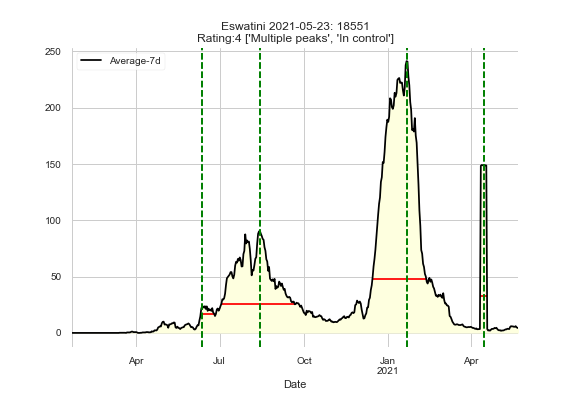 Eswatini 2021-05-23: 18551
Rating:4 ['Multiple peaks', 'In control']
Average-7d
250
200
150
100
50
0
Apr
Jul
Oct
Jan
2021
Apr
Date